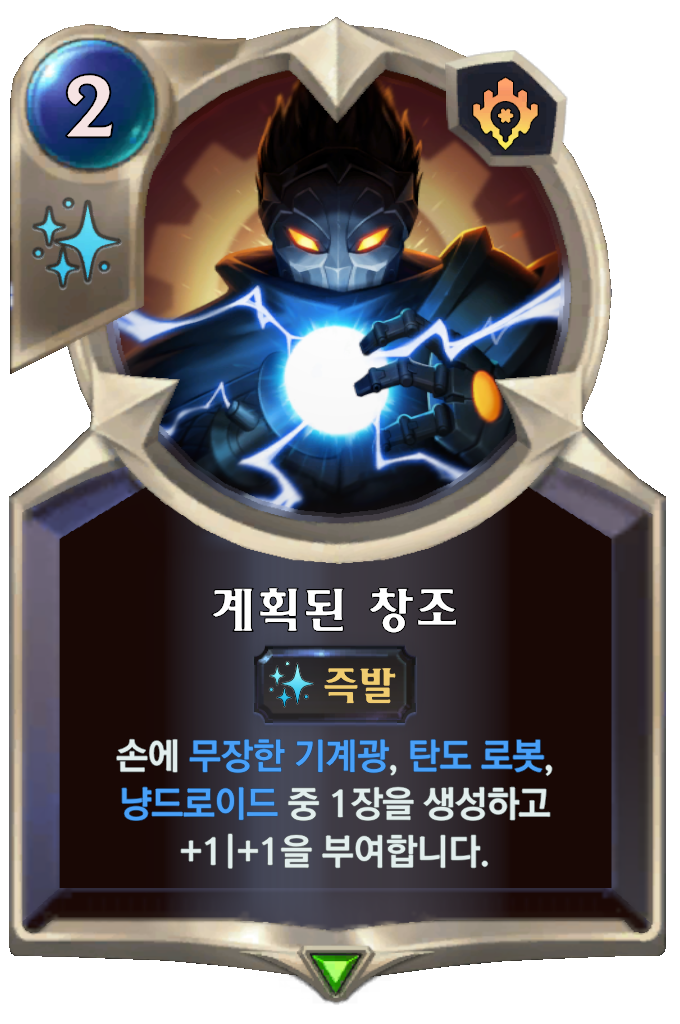 2
계획된 창조
즉발
손에 무장한 기계광, 탄도 로봇,
냥드로이드 중 1장을 생성하고
+1|+1을 부여합니다.